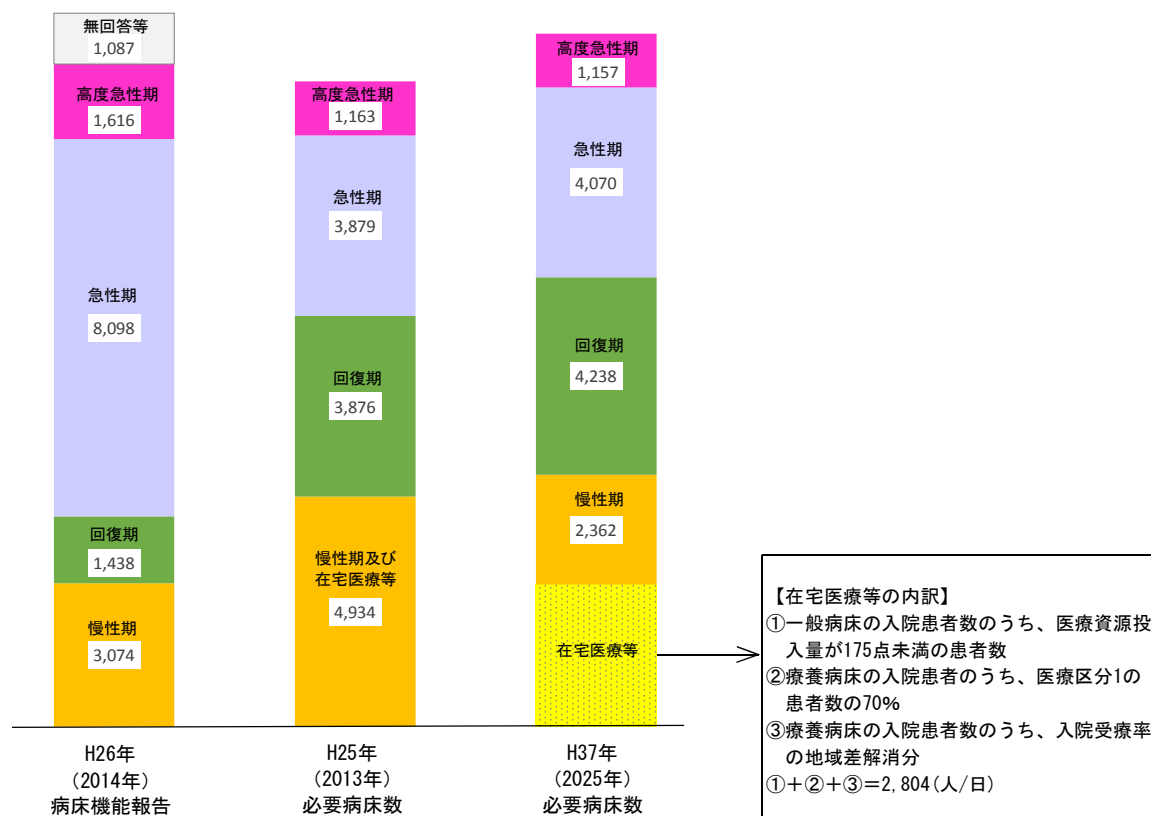 無回答等
1,087
高度急性期
1,616
急性期
8,098
回復期
1,438
慢性期
3,074
高度急性期
1,163
急性期
3,879
回復期
3,876
慢性期及び
在宅医療等
4,934
高度急性期
1,157
急性期
4,070
回復期
4,238
慢性期
2,362
在宅医療等
【在宅医療等の内訳】
①一般病床の入院患者数のうち、医療資源投
入量が175点未満の患者数
②療養病床の入院患者のうち、医療区分1の
患者数の70%
③療養病床の入院患者数のうち、入院受療率
の地域差解消分
①＋②＋③＝2,804(人/日)
H26年
(2014年)
病床機能報告
H25年
(2013年)
必要病床数
H37年
(2025年)
必要病床数